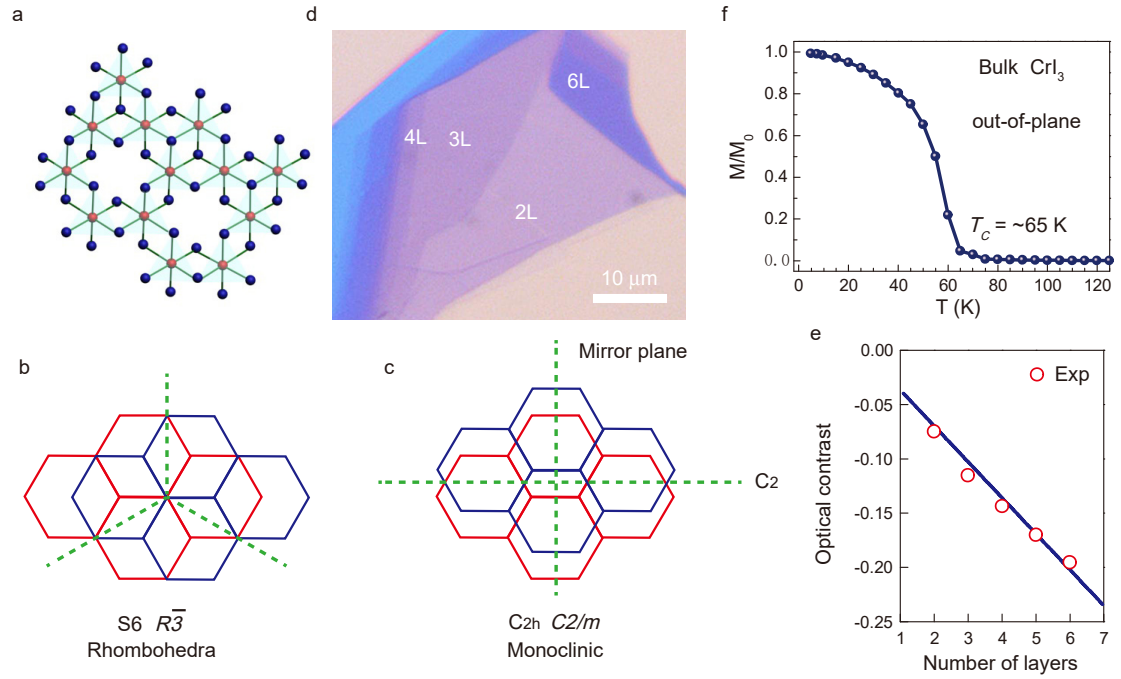 a
d
4L
3L
6L
2L
10 μm
f
M/M0
1.0
0.8
0.6
0.4
0.2
0.0
Bulk CrI3
out-of-plane
TC = ~65 K
0
20
40
60
80
100
120
T (K)
b
S6 R3̅
Rhombohedra
c
Mirror plane
C2
C2h C2/m
Monoclinic
e
Optical contrast
0.00
-0.05
-0.10
-0.15
-0.20
-0.25
Exp
1
2
3
4
5
6
7
Number of layers